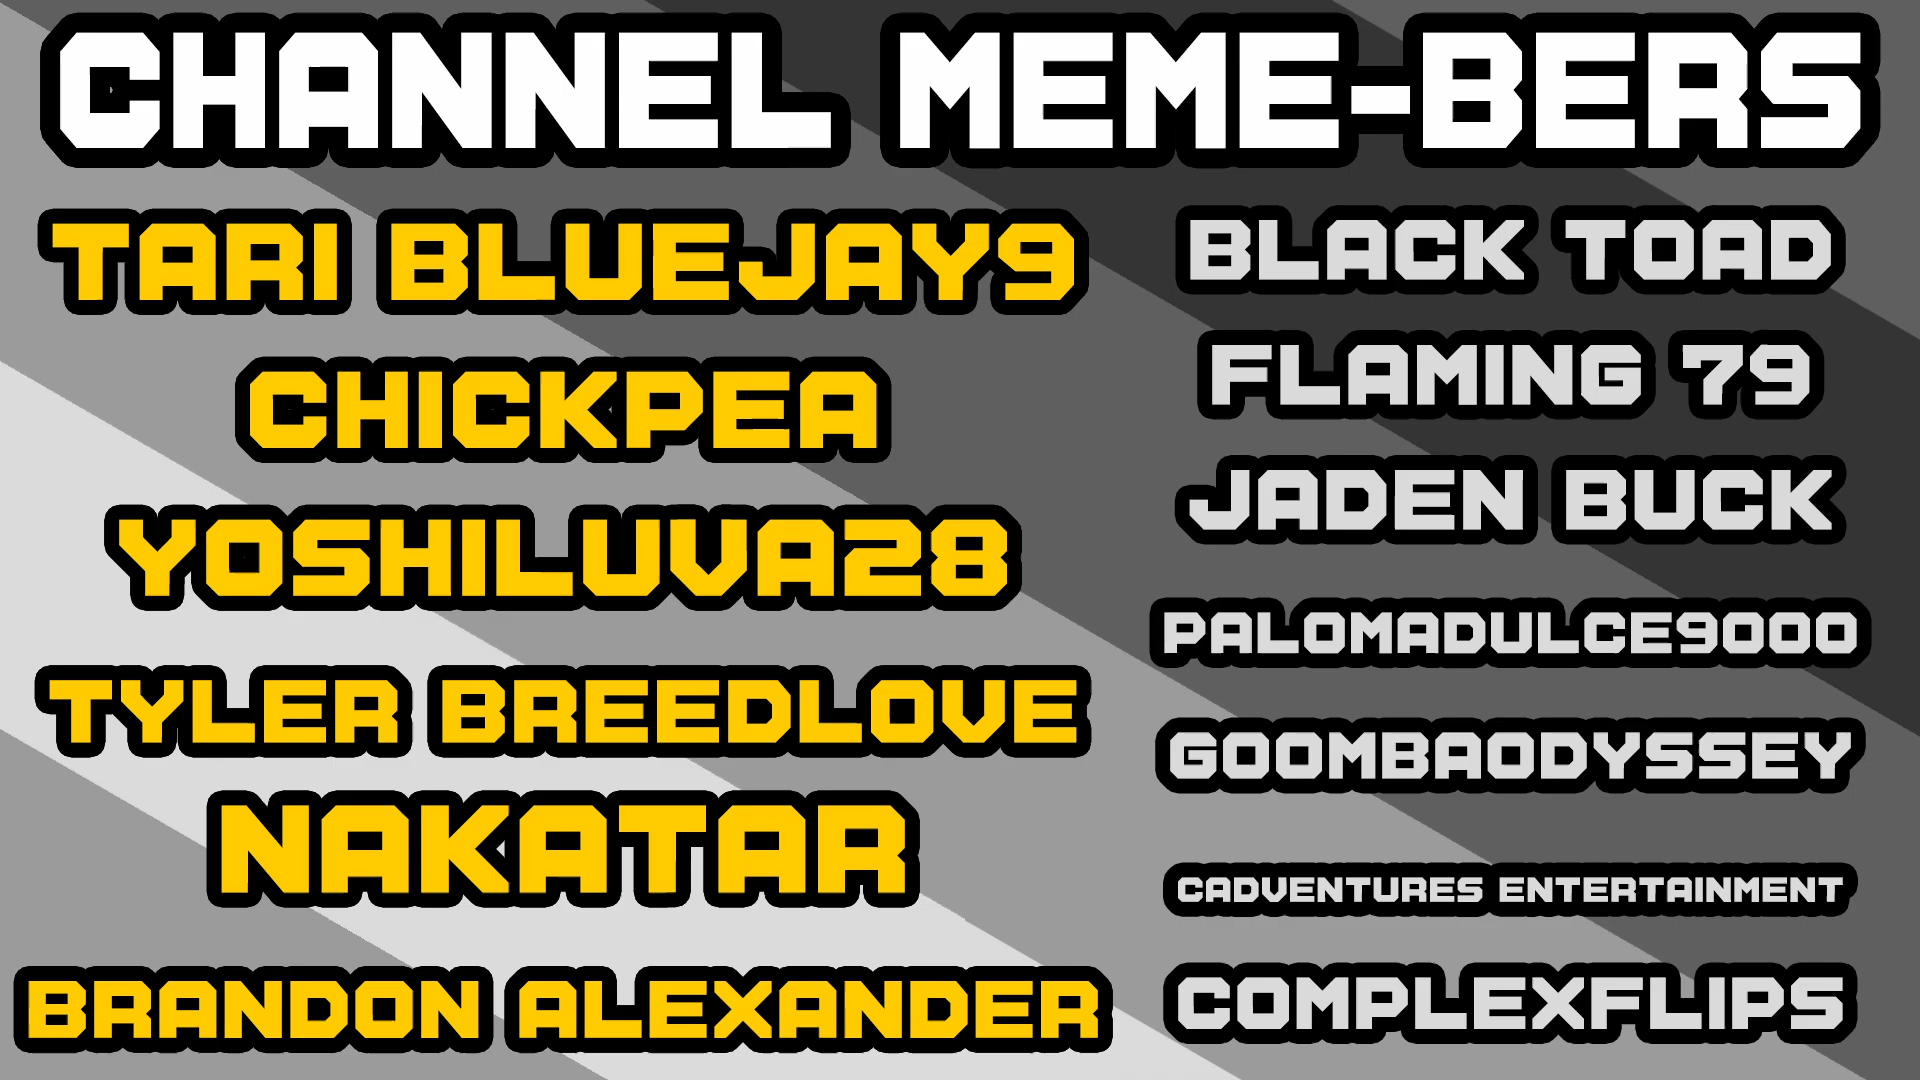 CHANNEL MEME-BERS
TARI BLUEJAY9
CHICKPEA
YOSHILUVA28
TYLER BREEDLOVE
NAKATAR
BRANDON ALEXANDER
BLACK TOAD
FLAMING 79
JADEN BUCK
PALOMADULCE9000
GOOMBAODYSSEY
CADVENTURES ENTERTAINMENT
COMPLEXFLIPS